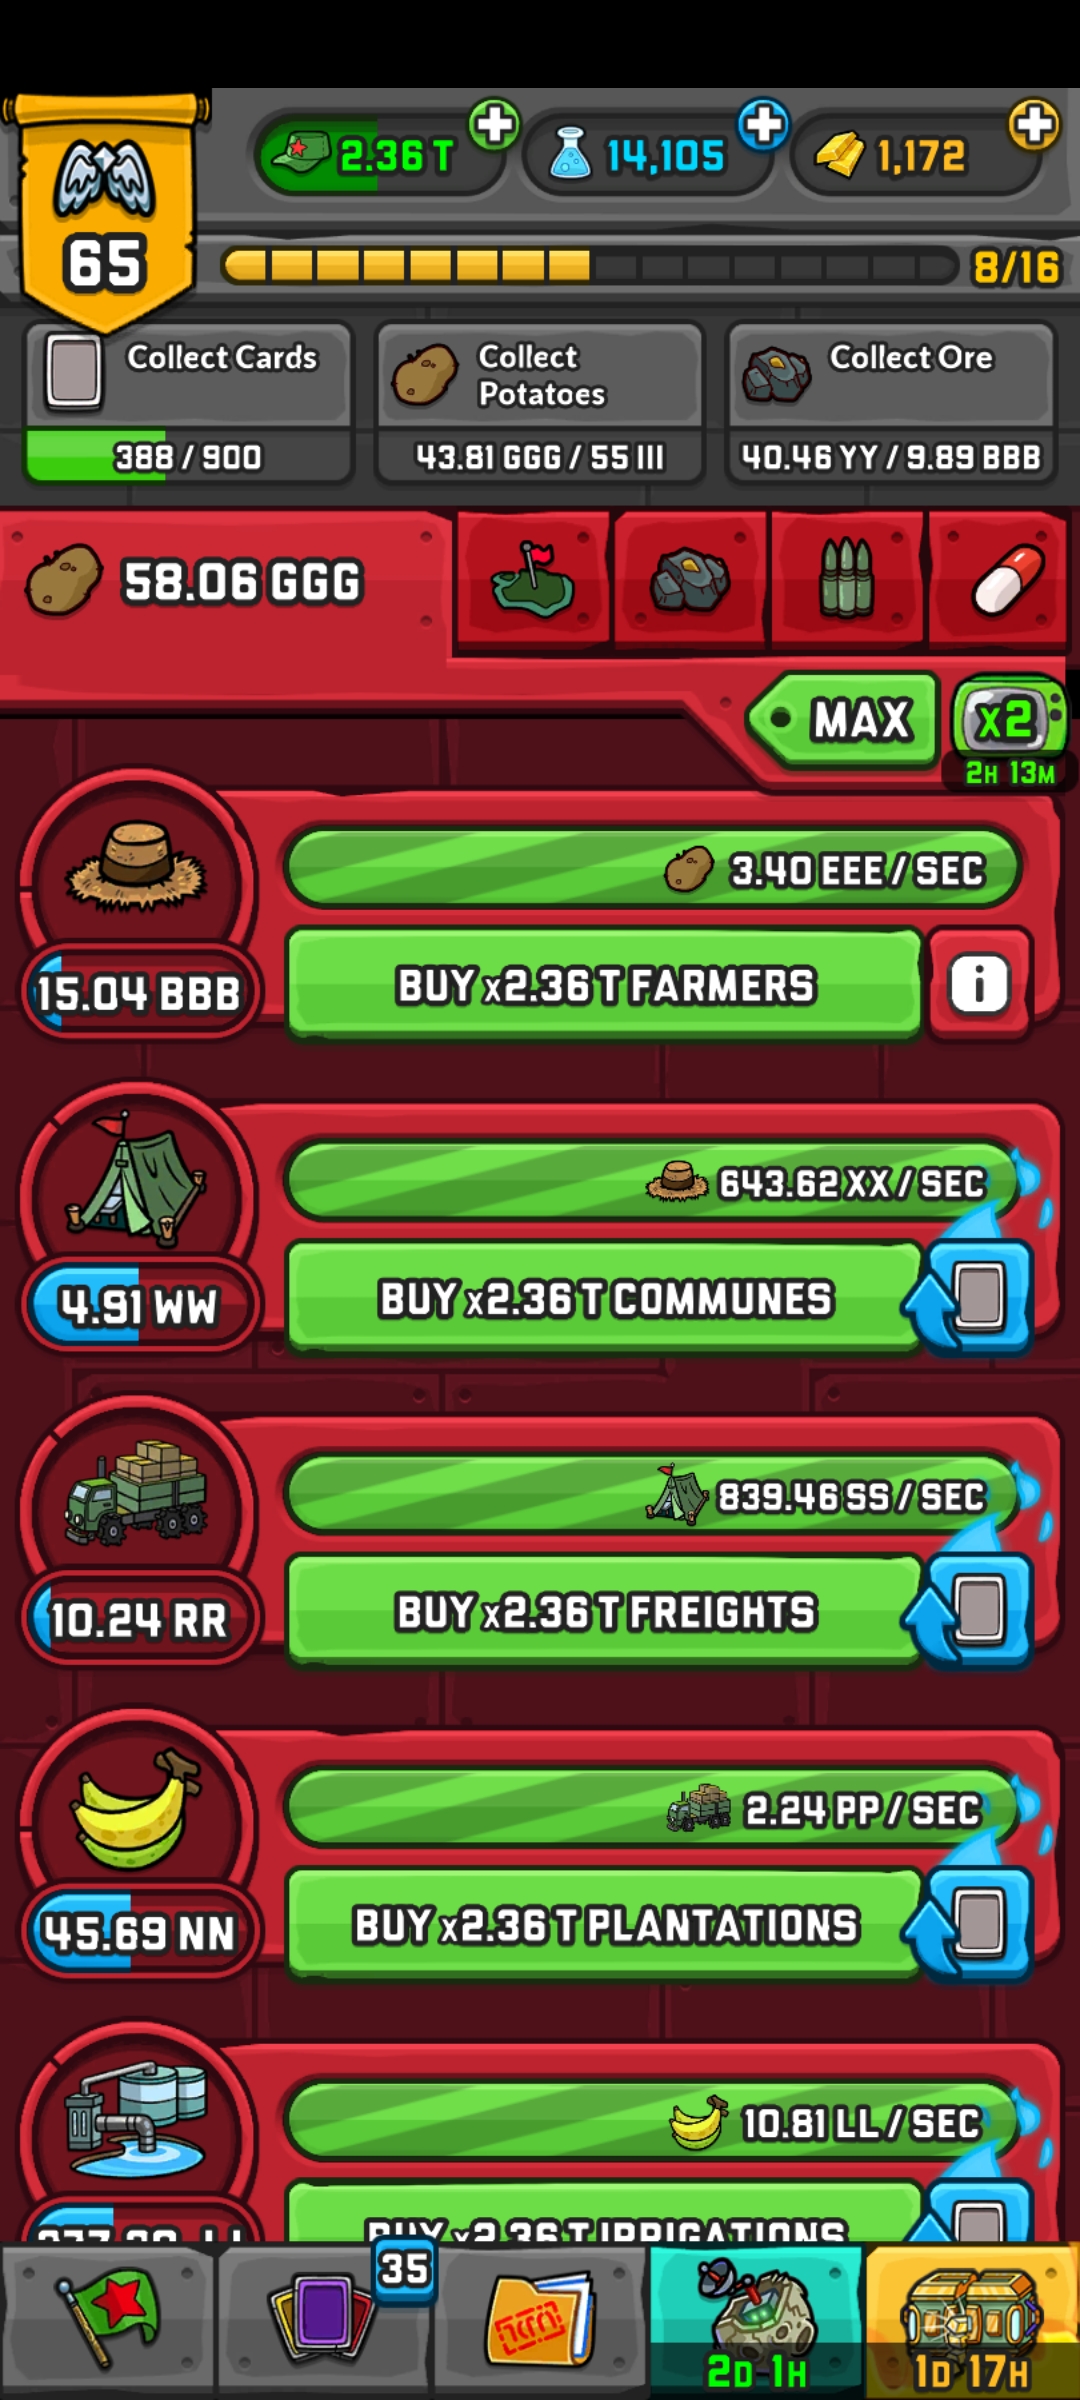 2.36 T
14,105
1,172
65
8/16
Collect Cards
388 / 900
Collect
Potatoes
43.81 GGG / 55 III
Collect Ore
40.46 YY / 9.89 BBB
58.06 GGG
MAX
x2
2H 13M
3.40 EEE / SEC
15.04 BBB
BUY x2.36 T FARMERS
i
643.62 XX / SEC
4.91 WW
BUY x2.36 T COMMUNES
839.46 SS / SEC
10.24 RR
BUY x2.36 T FREIGHTS
2.24 PP / SEC
45.69 NN
BUY x2.36 T PLANTATIONS
10.81 LL / SEC
BUY x2.36 T IRRIGATIONS
35
2D 1H
1D 17H